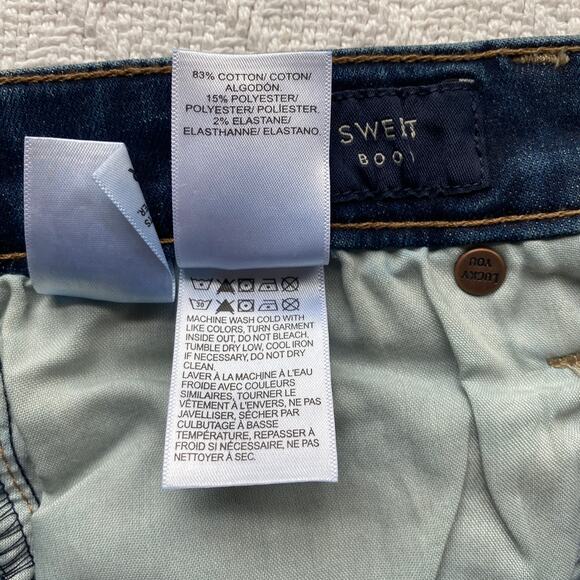 83% COTTON/ COTON/
ALGODÓN.
15% POLYESTER/
POLYESTER/ POLIÉSTER.
2% ELASTANE/
ELASTHANNE/ ELASTANO.
SWEET
BOOT
LUCKY
YOU
30
MACHINE WASH COLD WITH
LIKE COLORS, TURN GARMENT
INSIDE OUT, DO NOT BLEACH.
TUMBLE DRY LOW, COOL IRON
IF NECESSARY, DO NOT DRY
CLEAN.
LAVER À LA MACHINE À L'EAU
FROIDE AVEC COULEURS
SIMILAIRES, TOURNER LE
VÊTEMENT À L'ENVERS, NE PAS
JAVELLISER, SÉCHER PAR
CULBUTAGE À BASSE
TEMPÉRATURE, REPASSER À
FROID SI NÉCESSAIRE, NE PAS
NETTOYER À SEC.